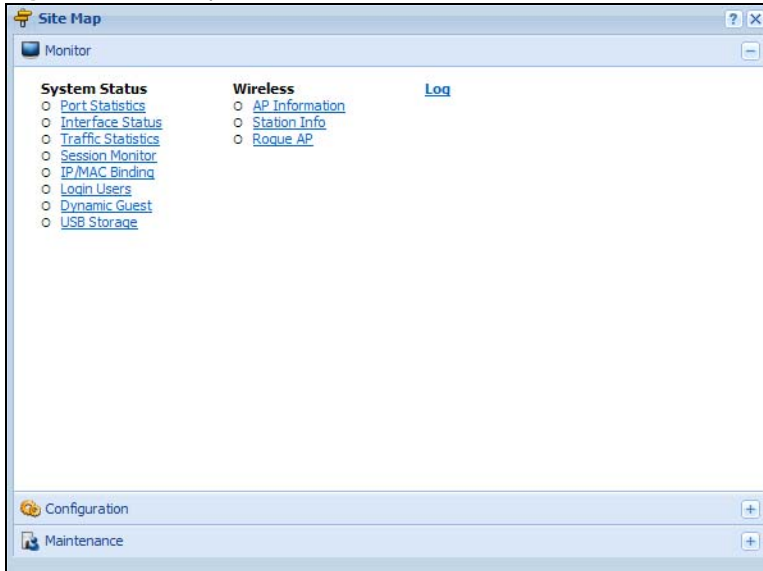 Site Map
Monitor
System Status
Port Statistics
Interface Status
Traffic Statistics
Session Monitor
IP/MAC Binding
Login Users
Dynamic Guest
USB Storage
Wireless
AP Information
Station Info
Rogue AP
Log
Configuration
Maintenance